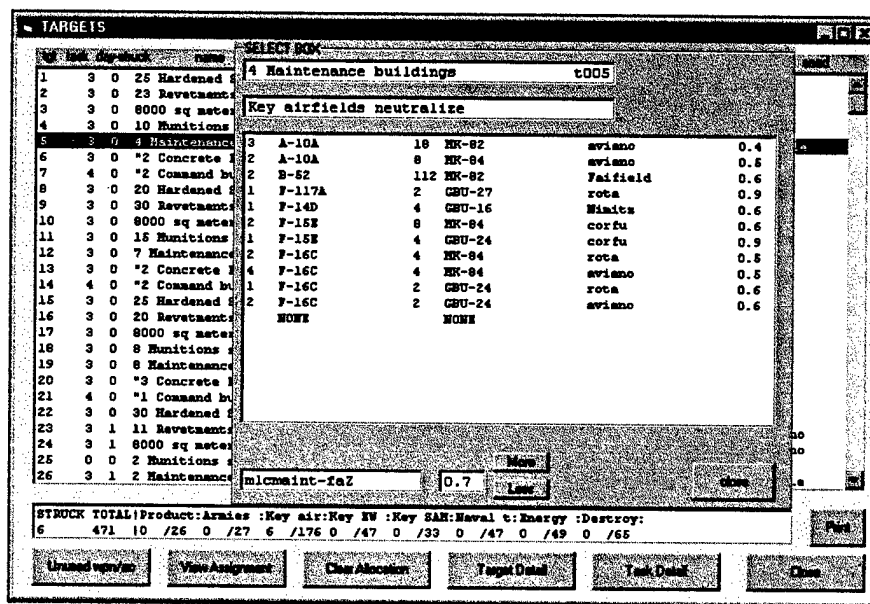 TARGETS
SELECT BOX
4 Maintenance buildings t005
Key airfields neutralize
tgt task day struck name
1 3 0 25 Hardened S
2 3 0 23 Revetments
3 3 0 8000 sq meter
4 3 0 10 Munitions
5 3 0 4 Maintenance
6 3 0 "2 Concrete
7 4 0 "2 Command bu
8 3 0 20 Hardened S
9 3 0 30 Revetments
10 3 0 8000 sq meter
11 3 0 15 Munitions
12 3 0 7 Maintenance
13 3 0 "2 Concrete
14 4 0 "2 Command bu
15 3 0 25 Hardened S
16 3 0 20 Revetments
17 3 0 8000 sq meter
18 3 0 8 Munitions s
19 3 0 8 Maintenance
20 3 0 "3 Concrete
21 4 0 "1 Command bu
22 3 0 30 Hardened S
23 3 1 11 Revetments
24 3 1 8000 sq meter
25 0 0 2 Munitions s
26 3 1 2 Maintenance
3 A-10A 18 MK-82 aviano 0.4
2 A-10A 8 MK-84 aviano 0.5
2 B-52 112 MK-82 Faifield 0.6
1 F-117A 2 GBU-27 rota 0.9
1 F-14D 4 GBU-16 Nimitz 0.6
2 F-15E 8 MK-84 corfu 0.6
1 F-15E 4 GBU-24 corfu 0.9
2 F-16C 4 MK-84 rota 0.5
4 F-16C 4 MK-84 aviano 0.5
1 F-16C 2 GBU-24 rota 0.6
2 F-16C 2 GBU-24 aviano 0.6
NONE NONE
mlcmaint-faZ 0.7
More
Less
close
STRUCK TOTAL|Product:Armies :Key air:Key EW :Key SAM:Naval t:Energy :Destroy:
6 471 |0 /26 0 /27 6 /176 0 /47 0 /33 0 /47 0 /49 0 /65
Print
Unused wpn/ac View Assignment Clear Allocation Target Detail Task Detail Close